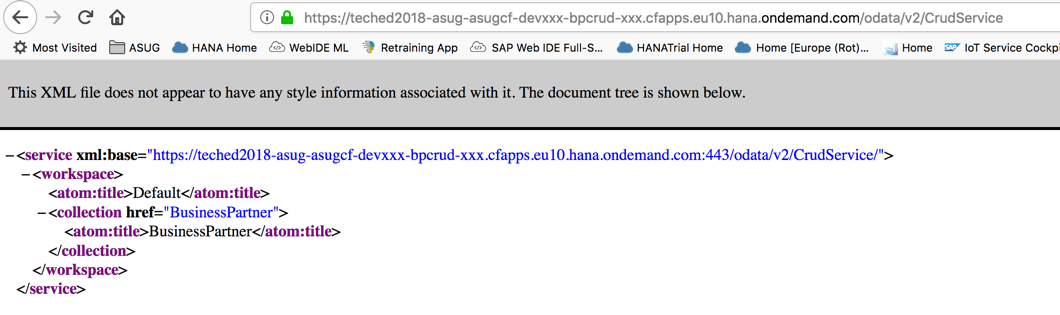 https://teched2018-asug-asugcf-devxxx-bpcrud-xxx.cfapps.eu10.hana.ondemand.com/odata/v2/CrudService
Most Visited ASUG HANA Home WebIDE ML Retraining App SAP Web IDE Full-S... HANATrial Home Home [Europe (Rot)... Home SAP IoT Service Cockpi
This XML file does not appear to have any style information associated with it. The document tree is shown below.
−<service xml:base="https://teched2018-asug-asugcf-devxxx-bpcrud-xxx.cfapps.eu10.hana.ondemand.com:443/odata/v2/CrudService/">
−<workspace>
<atom:title>Default</atom:title>
−<collection href="BusinessPartner">
<atom:title>BusinessPartner</atom:title>
</collection>
</workspace>
</service>